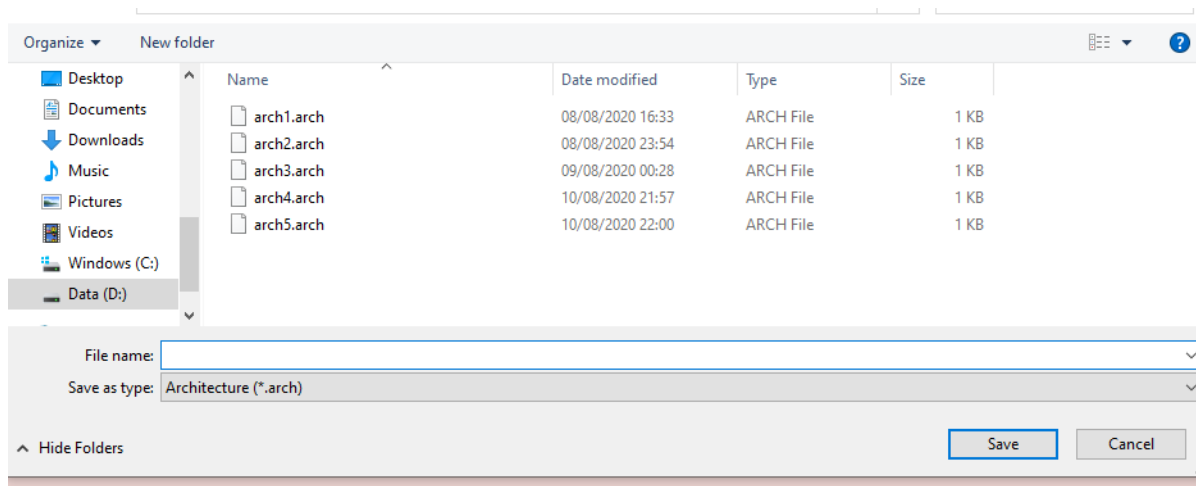 Organize New folder ?
Desktop
Documents
Downloads
Music
Pictures
Videos
Windows (C:)
Data (D:)
Name Date modified Type Size
arch1.arch 08/08/2020 16:33 ARCH File 1 KB
arch2.arch 08/08/2020 23:54 ARCH File 1 KB
arch3.arch 09/08/2020 00:28 ARCH File 1 KB
arch4.arch 10/08/2020 21:57 ARCH File 1 KB
arch5.arch 10/08/2020 22:00 ARCH File 1 KB
File name:
Save as type: Architecture (*.arch)
Hide Folders Save Cancel